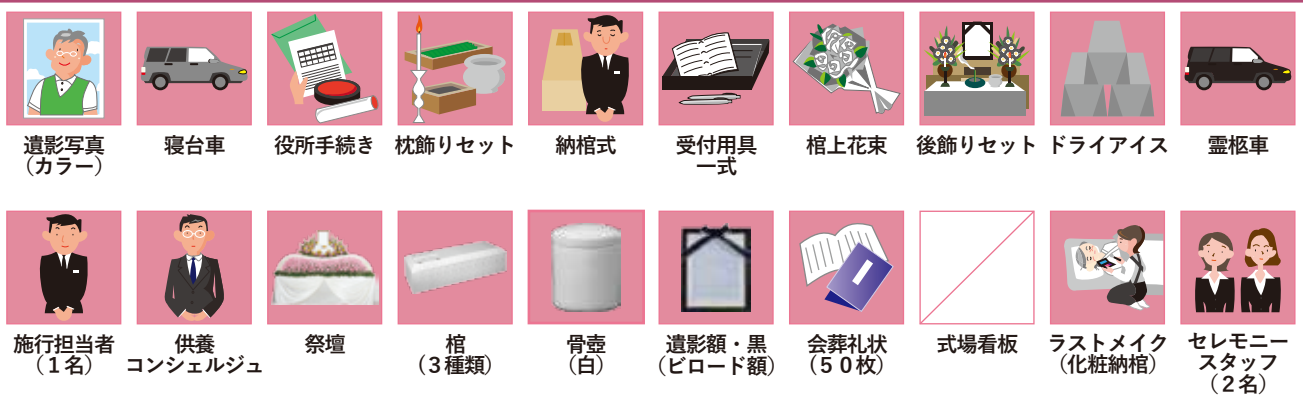 遺影写真
（カラー）
寝台車
役所手続き
枕飾りセット
納棺式
受付用具
一式
棺上花束
後飾りセット
ドライアイス
霊柩車
施行担当者
（1名）
供養
コンシェルジュ
祭壇
棺
（3種類）
骨壺
（白）
遺影額・黒
（ビロード額）
会葬礼状
（５０枚）
式場看板
ラストメイク
（化粧納棺）
セレモニー
スタッフ
（2名）